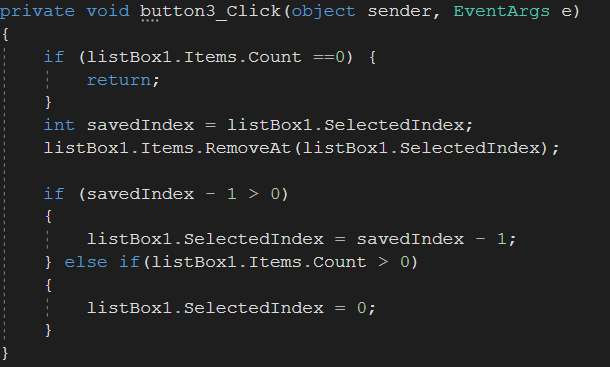 private void button3_Click(object sender, EventArgs e)
{
    if (listBox1.Items.Count ==0) {
        return;
    }
    int savedIndex = listBox1.SelectedIndex;
    listBox1.Items.RemoveAt(listBox1.SelectedIndex);

    if (savedIndex - 1 > 0)
    {
        listBox1.SelectedIndex = savedIndex - 1;
    } else if(listBox1.Items.Count > 0)
    {
        listBox1.SelectedIndex = 0;
    }
}